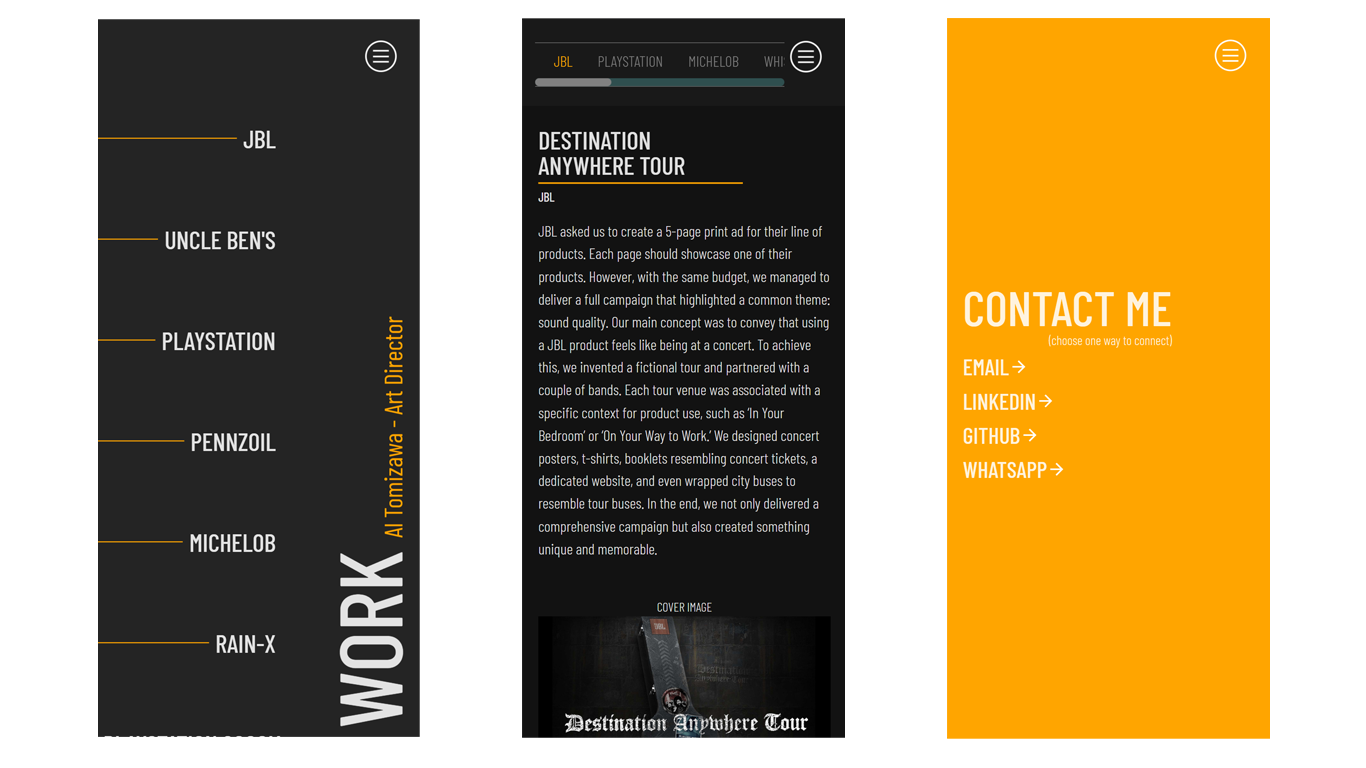 JBL
UNCLE BEN'S
PLAYSTATION
PENNZOIL
MICHELOB
RAIN-X
WORK
Al Tomizawa - Art Director
JBL PLAYSTATION MICHELOB
DESTINATION
ANYWHERE TOUR
JBL
JBL asked us to create a 5-page print ad for their line of
products. Each page should showcase one of their
products. However, with the same budget, we managed to
deliver a full campaign that highlighted a common theme:
sound quality. Our main concept was to convey that using
a JBL product feels like being at a concert. To achieve
this, we invented a fictional tour and partnered with a
couple of bands. Each tour venue was associated with a
specific context for product use, such as ‘In Your
Bedroom’ or ‘On Your Way to Work.’ We designed concert
posters, t-shirts, booklets resembling concert tickets, a
dedicated website, and even wrapped city buses to
resemble tour buses. In the end, we not only delivered a
comprehensive campaign but also created something
unique and memorable.
COVER IMAGE
JBL
Destination
Anywhere Tour
Destination Anywhere Tour
CONTACT ME
(choose one way to connect)
EMAIL →
LINKEDIN →
GITHUB →
WHATSAPP →